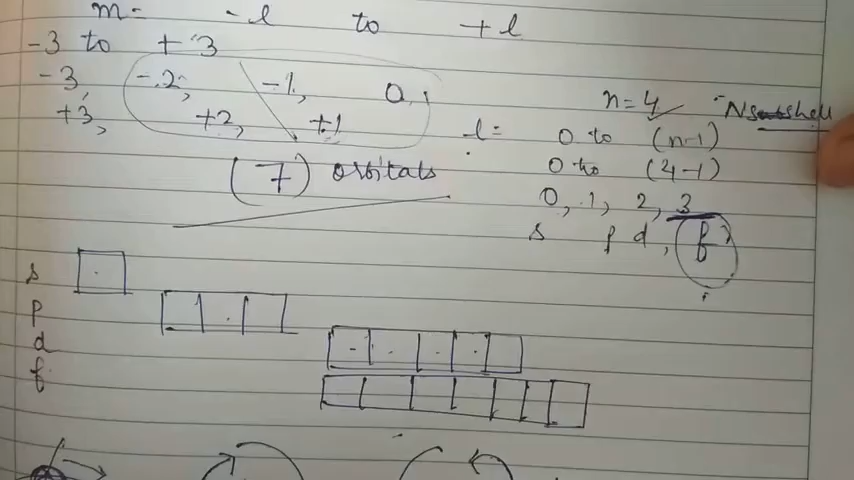 m = -l to +l
-3 to +3
-3, -2, -1, 0,
+3, +2, +1
(7) orbitals
n=4 N shell
l = 0 to (n-1)
0 to (4-1)
0, 1, 2, 3
s p d, f
s
p
d
f